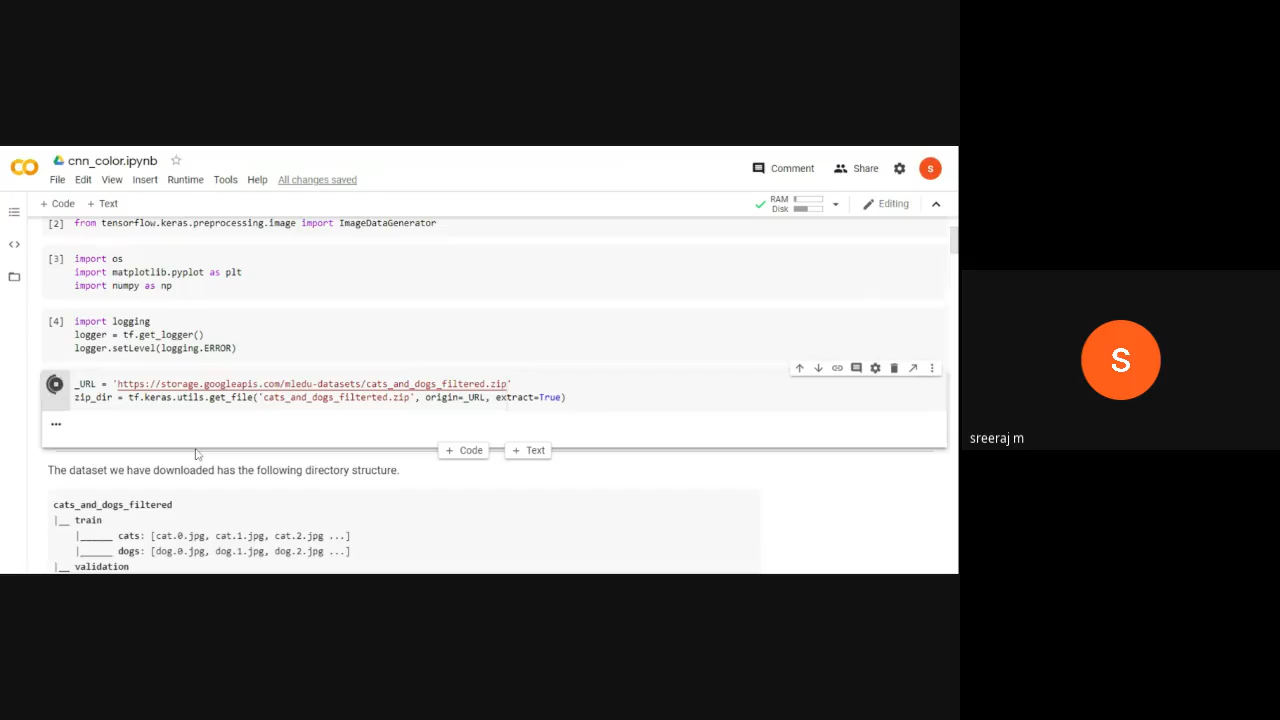 cnn_color.ipynb
Comment
Share
S
File Edit View Insert Runtime Tools Help All changes saved
+ Code + Text
RAM
Disk
Editing
[2] from tensorflow.keras.preprocessing.image import ImageDataGenerator
[3] import os
import matplotlib.pyplot as plt
import numpy as np
[4] import logging
logger = tf.get_logger()
logger.setLevel(logging.ERROR)
_URL = 'https://storage.googleapis.com/mledu-datasets/cats_and_dogs_filtered.zip'
zip_dir = tf.keras.utils.get_file('cats_and_dogs_filterted.zip', origin=_URL, extract=True)
...
+ Code + Text
The dataset we have downloaded has the following directory structure.
cats_and_dogs_filtered
|__ train
|______ cats: [cat.0.jpg, cat.1.jpg, cat.2.jpg ...]
|______ dogs: [dog.0.jpg, dog.1.jpg, dog.2.jpg ...]
|__ validation
S
sreeraj m